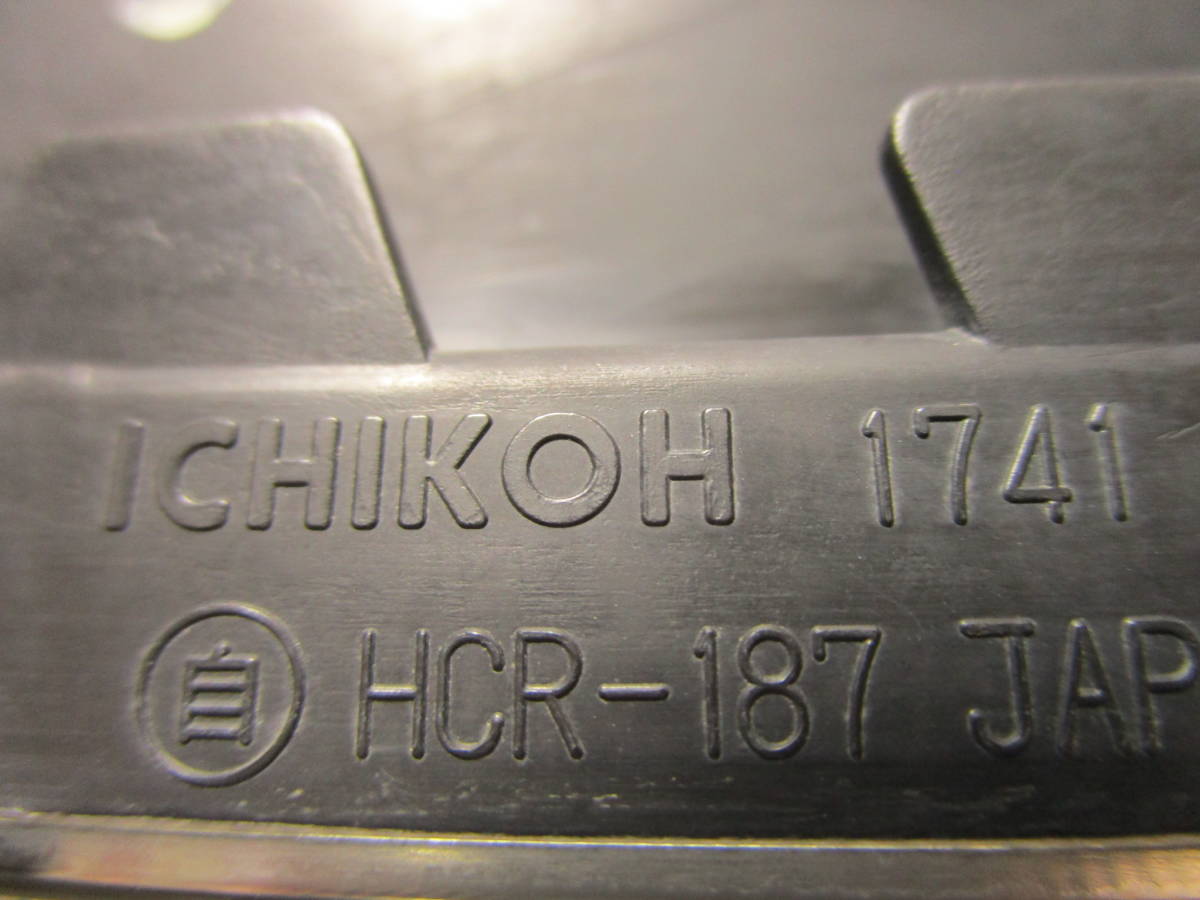 ICHIKOH 1741
自 HCR-187 JAP